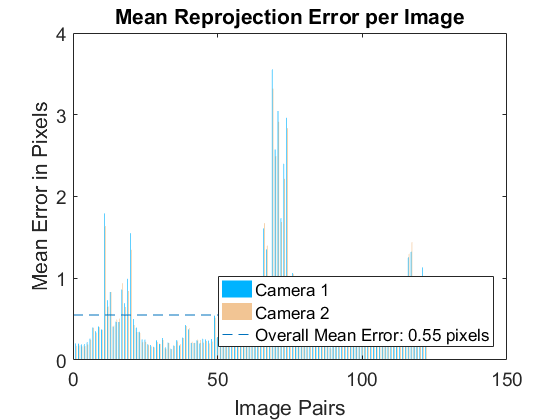 Mean Reprojection Error per Image
Mean Error in Pixels
4
3
2
1
0
Camera 1
Camera 2
Overall Mean Error: 0.55 pixels
0
50
100
150
Image Pairs